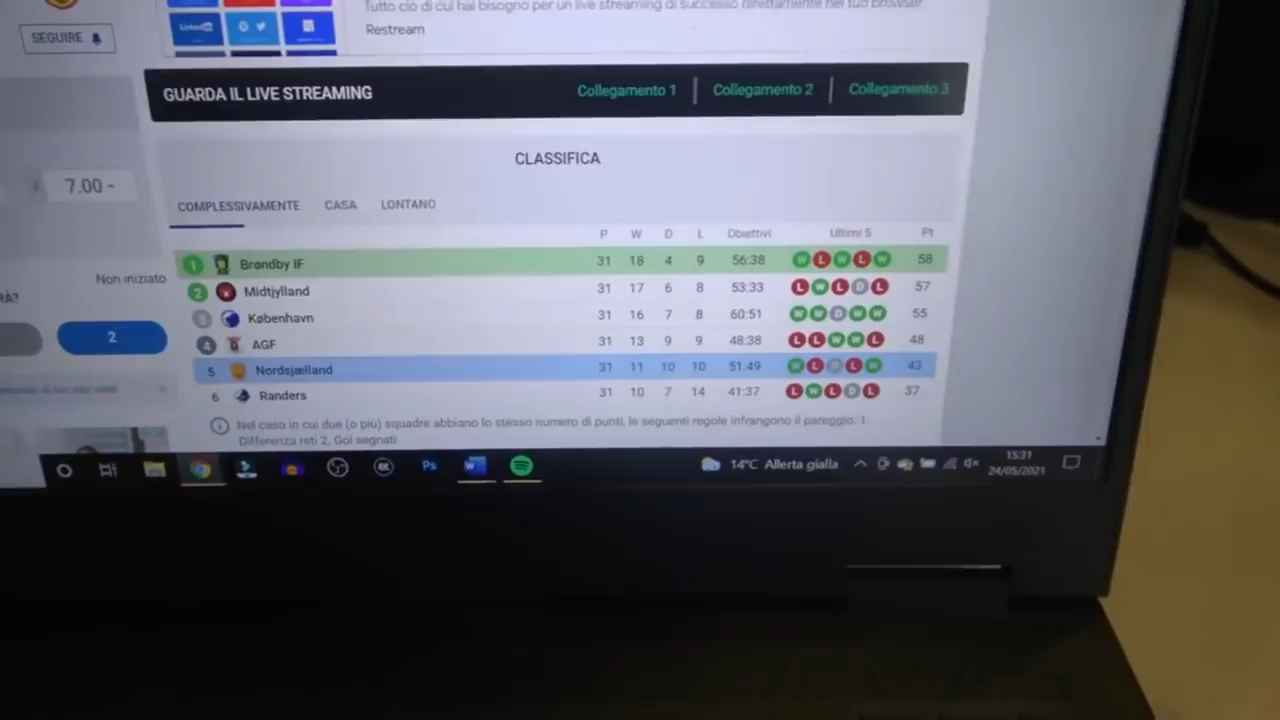 Tutto ciò di cui hai bisogno per un live streaming di successo direttamente nel tuo browser.
SEGUIRE
LinkedIn
Restream
GUARDA IL LIVE STREAMING
Collegamento 1 | Collegamento 2 | Collegamento 3
CLASSIFICA
7.00 -
COMPLESSIVAMENTE CASA LONTANO
P W D L Obiettivi Ultimi 5 Pt
1 Brøndby IF 31 18 4 9 56:38 W L W L W 58
Non iniziato
2 Midtjylland 31 17 6 8 53:33 L W L D L 57
RÀ?
3 København 31 16 7 8 60:51 W W D W W 55
2
4 AGF 31 13 9 9 48:38 L L W W L 48
5 Nordsjælland 31 11 10 10 51:49 W L D L W 43
6 Randers 31 10 7 14 41:37 L W L D L 37
Nel caso in cui due (o più) squadre abbiano lo stesso numero di punti, le seguenti regole infrangono il pareggio: 1.
Differenza reti 2. Gol segnati
4K
Ps
W
14°C Allerta gialla
15:31
24/05/2021